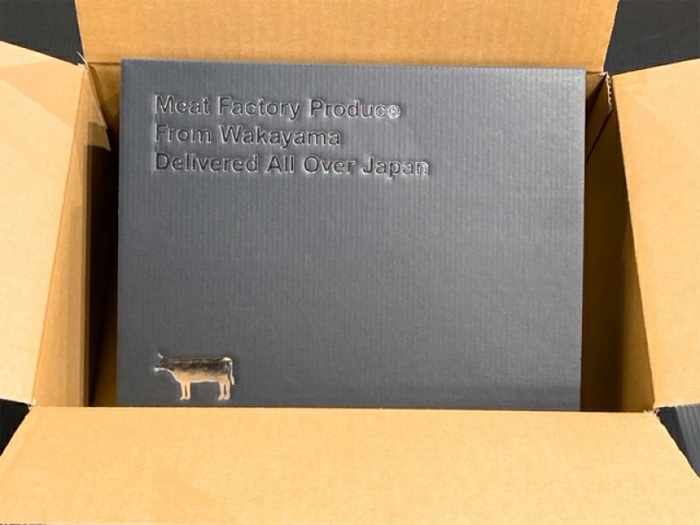 Meat Factory Produce
From Wakayama
Delivered All Over Japan